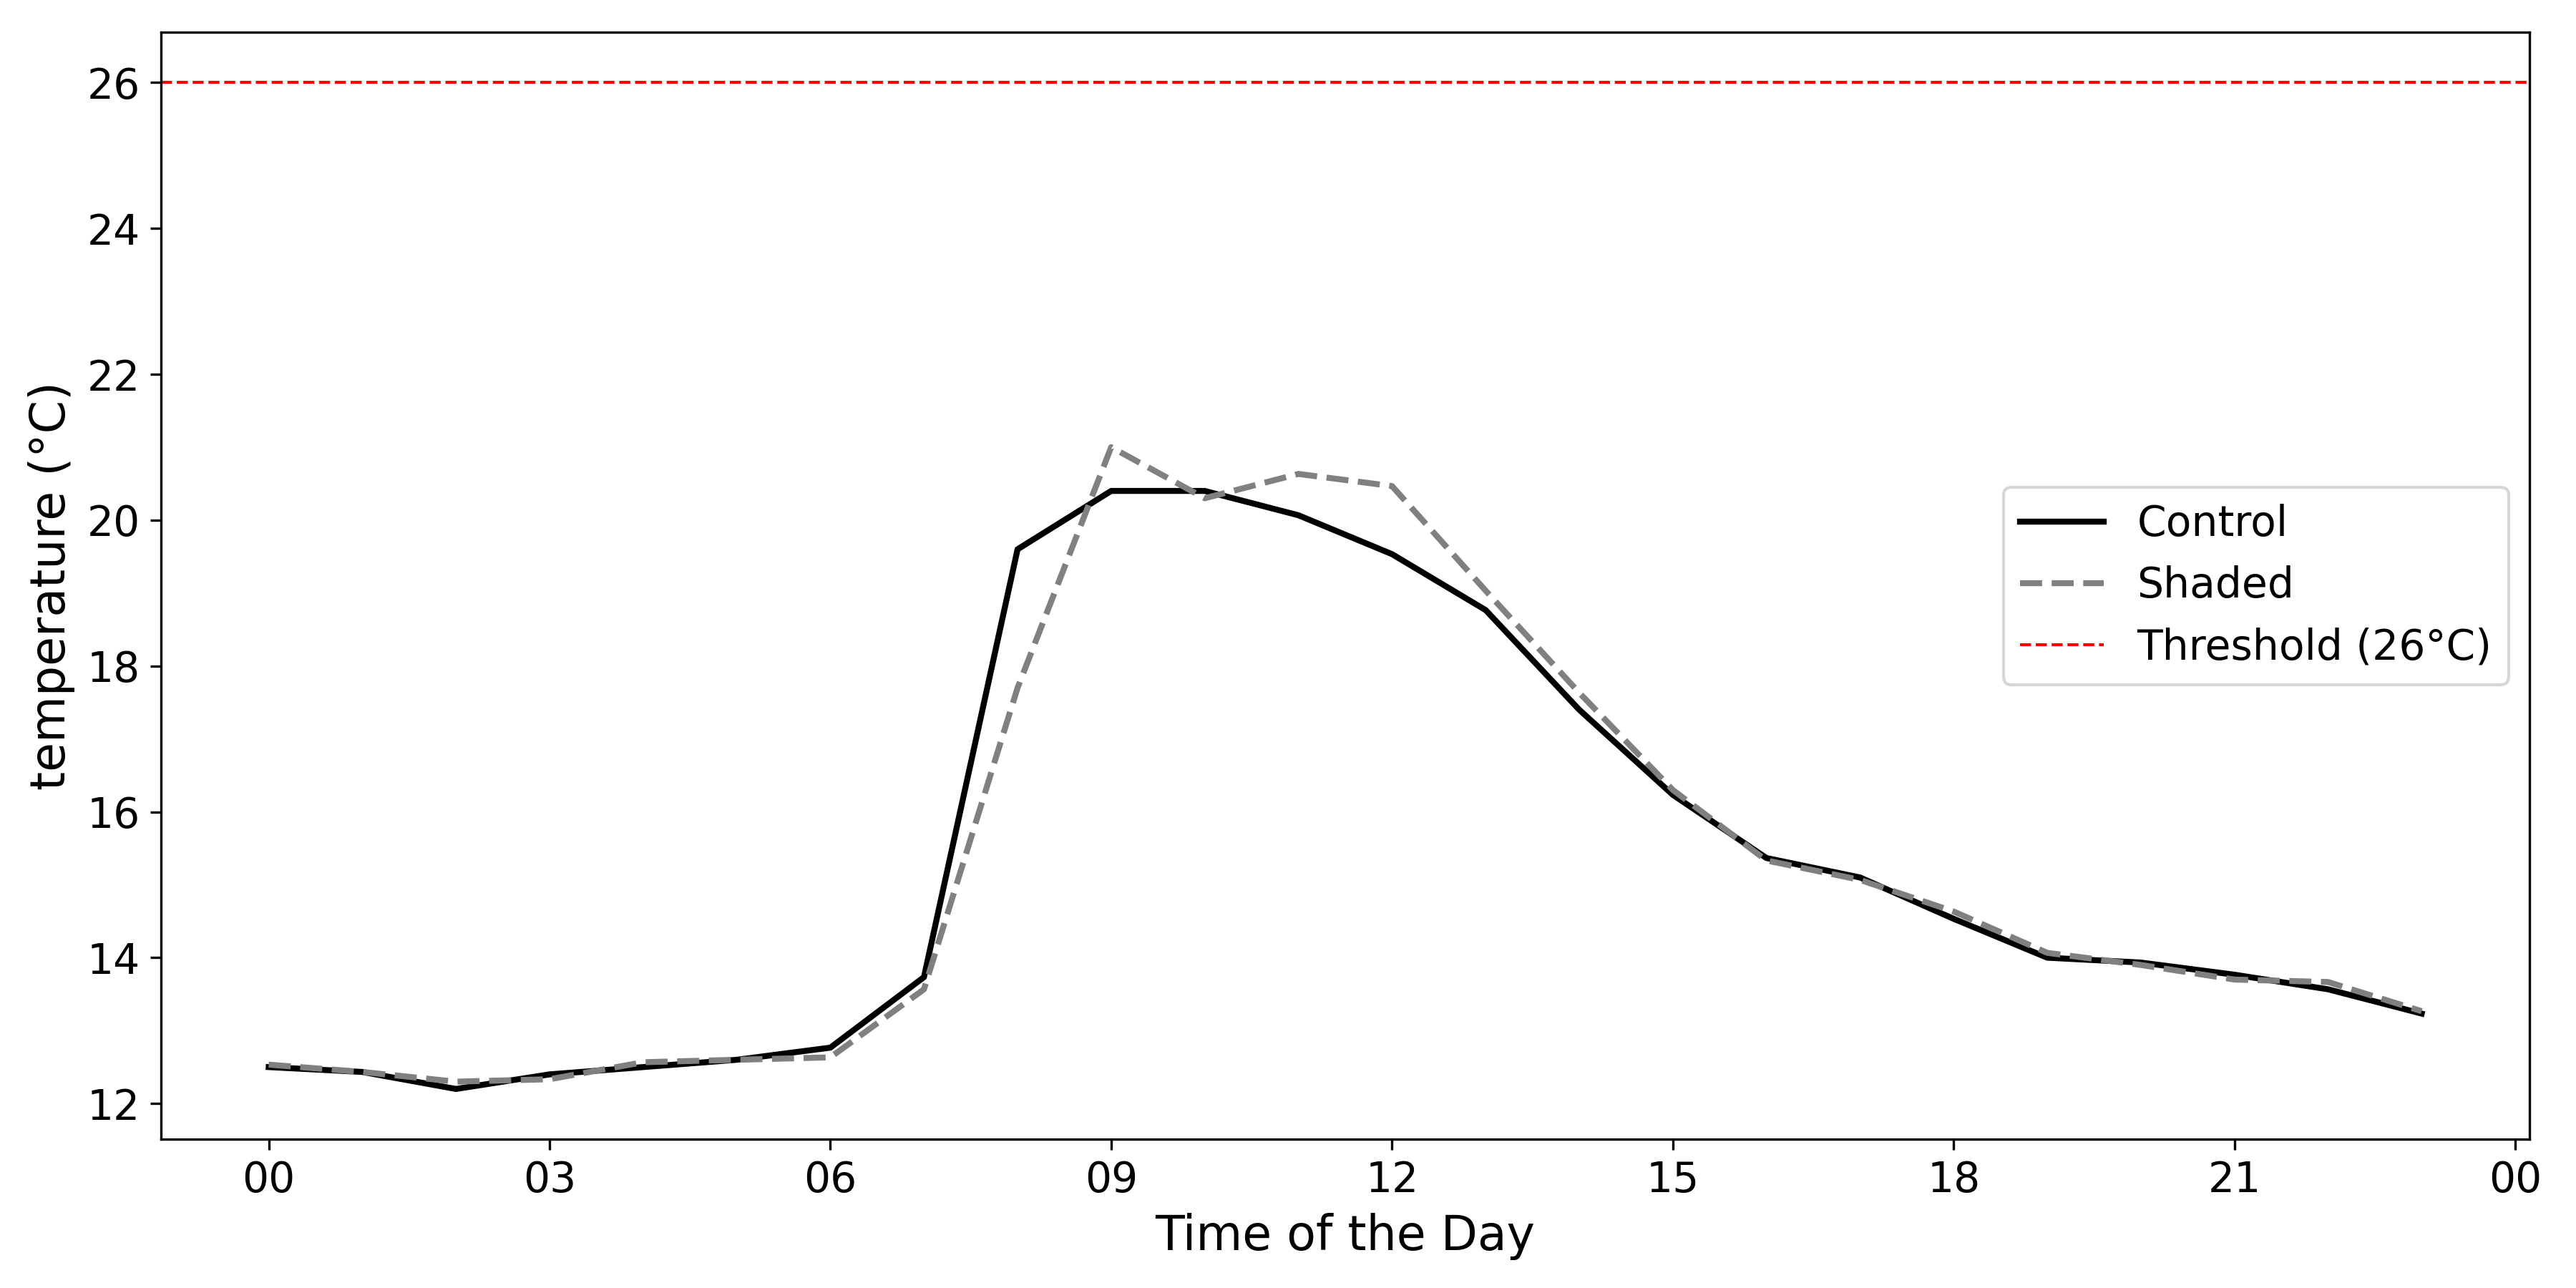 26
24
22
20
18
16
14
12
temperature (°C)
Control
Shaded
Threshold (26°C)
00 03 06 09 12 15 18 21 00
Time of the Day